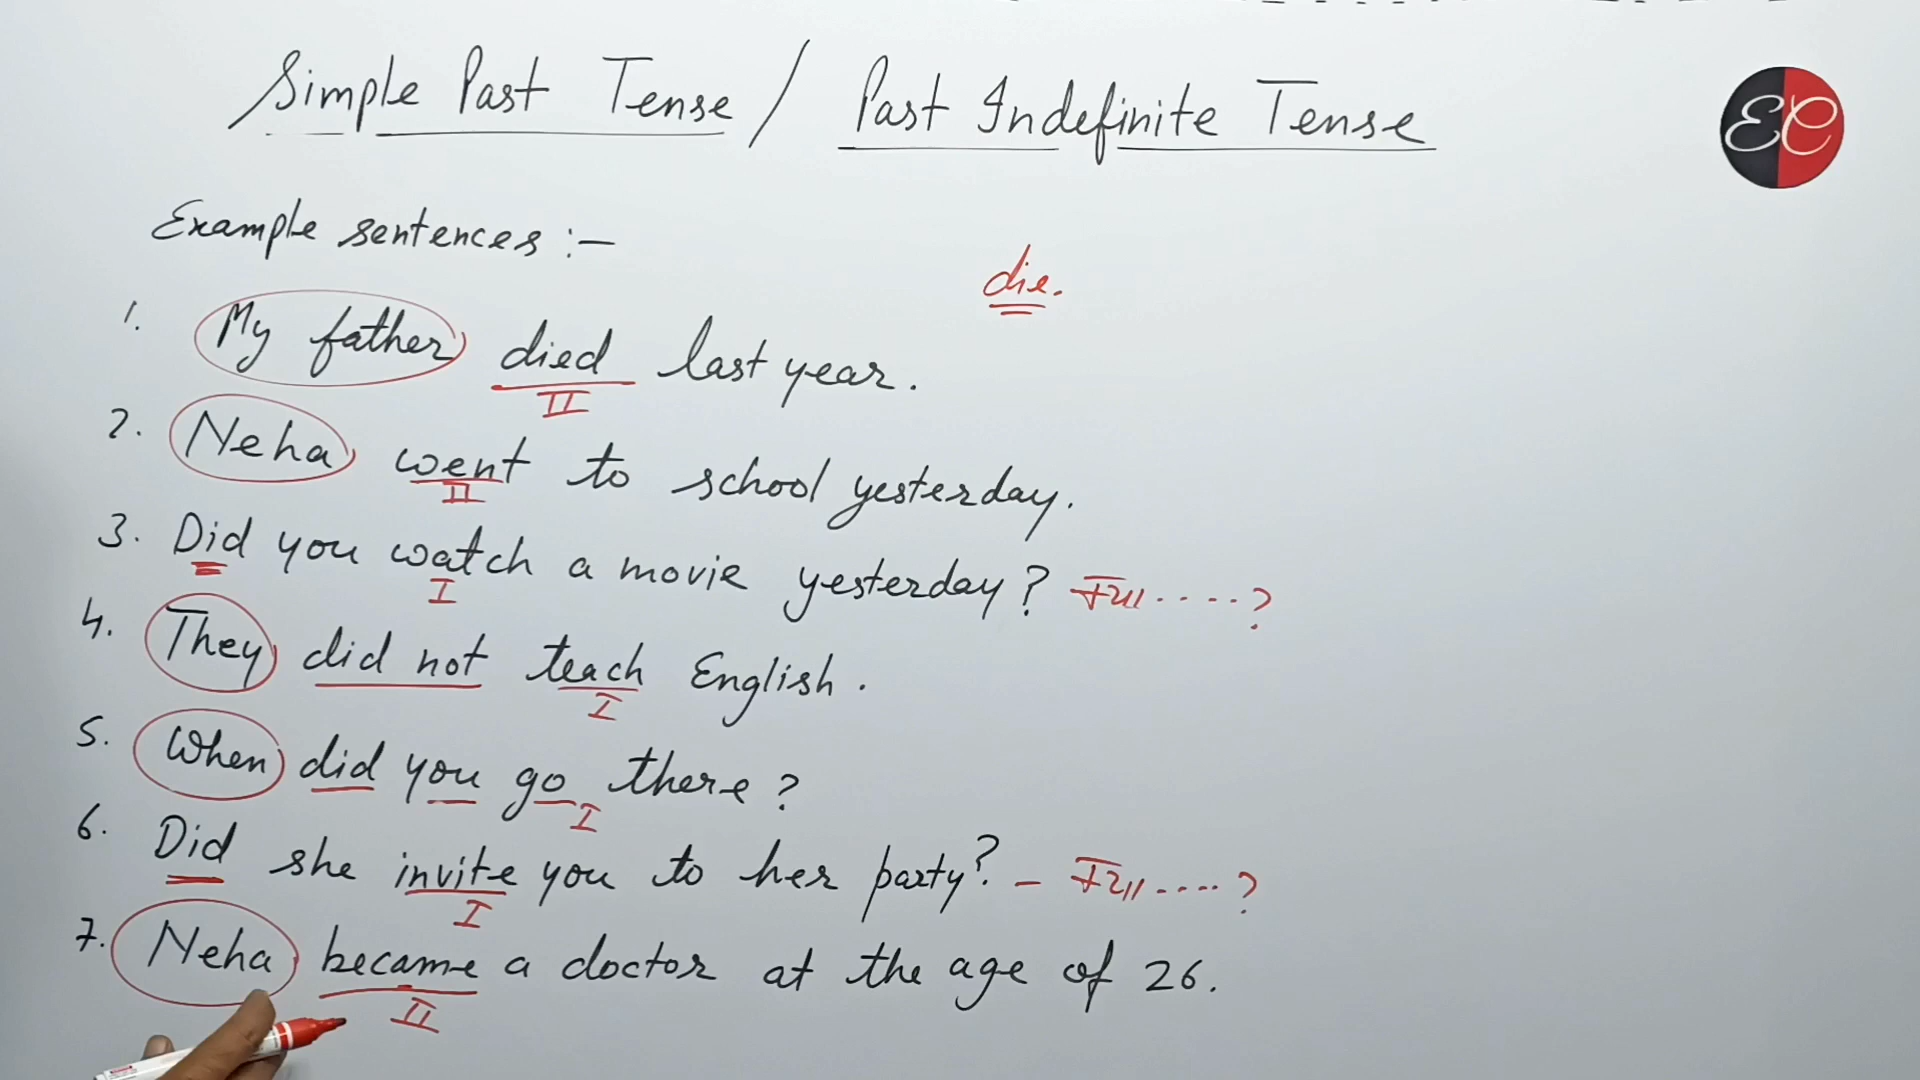 Simple Past Tense / Past Indefinite Tense
EC
Example sentences :-
die.
1. My father died last year.
II
2. Neha went to school yesterday.
II
3. Did you watch a movie yesterday? क्या ....?
I
4. They did not teach English.
I
5. When did you go there?
I
6. Did she invite you to her party? - क्या ....?
I
7. Neha became a doctor at the age of 26.
II